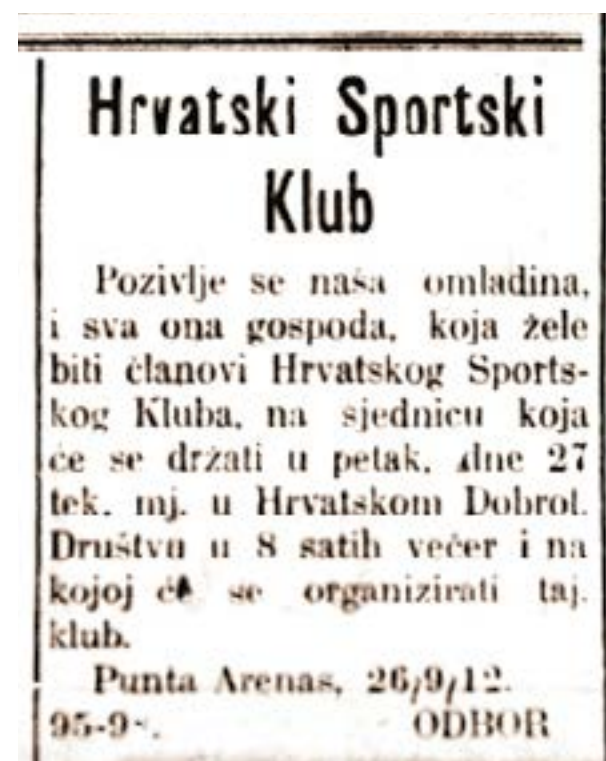 Hrvatski Sportski
Klub
Pozivlje se naša omladina,
i sva ona gospoda, koja žele
biti članovi Hrvatskog Sports-
kog Kluba, na sjednicu koja
će se držati u petak, dne 27
tek. mj. u Hrvatskom Dobrot.
Društvu u 8 satih večer i na
kojoj će se organizirati taj.
klub.
Punta Arenas, 26/9/12.
ODBOR